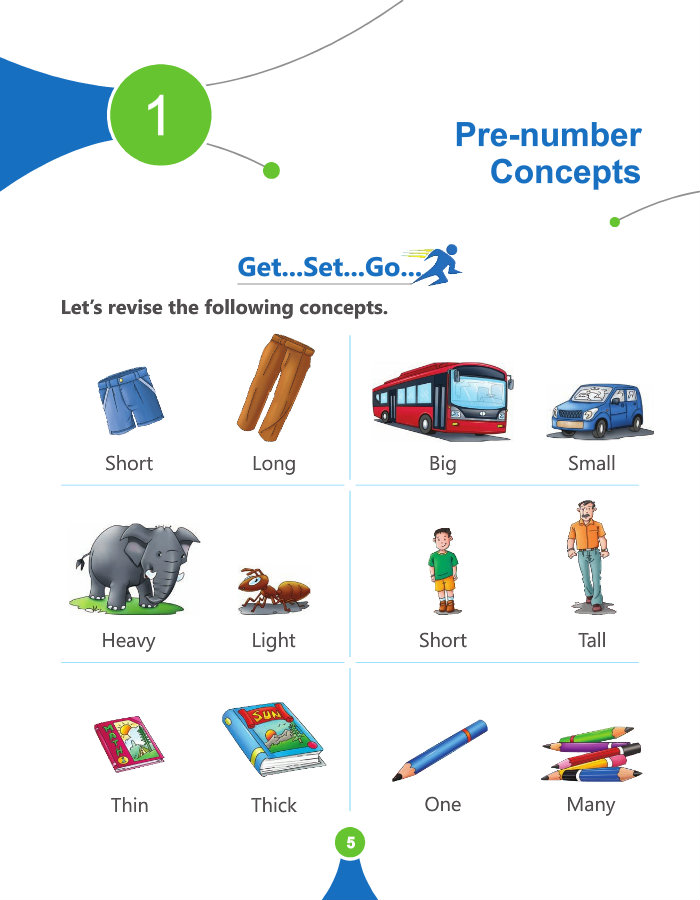 1
Pre-number
Concepts
Get...Set...Go...
Let’s revise the following concepts.
Short Long
Big Small
Heavy Light
Short Tall
MATHS
SUN
Thin Thick
One Many
5